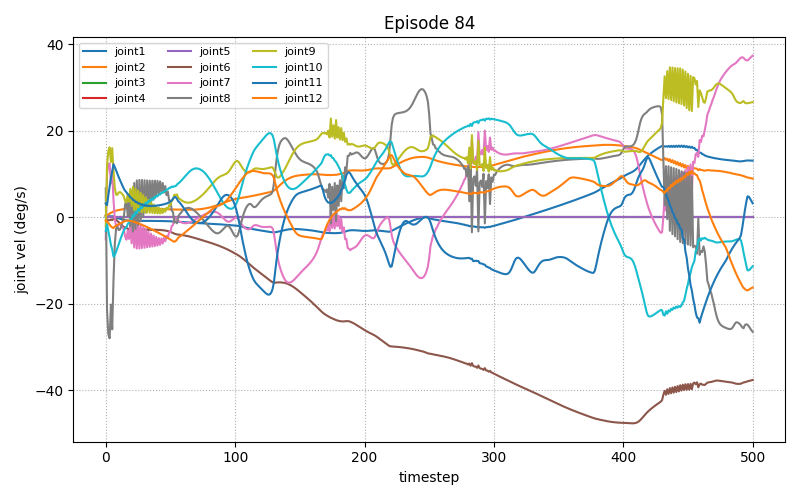 Episode 84
joint vel (deg/s)
40
20
0
−20
−40
joint1
joint2
joint3
joint4
joint5
joint6
joint7
joint8
joint9
joint10
joint11
joint12
0
100
200
300
400
500
timestep